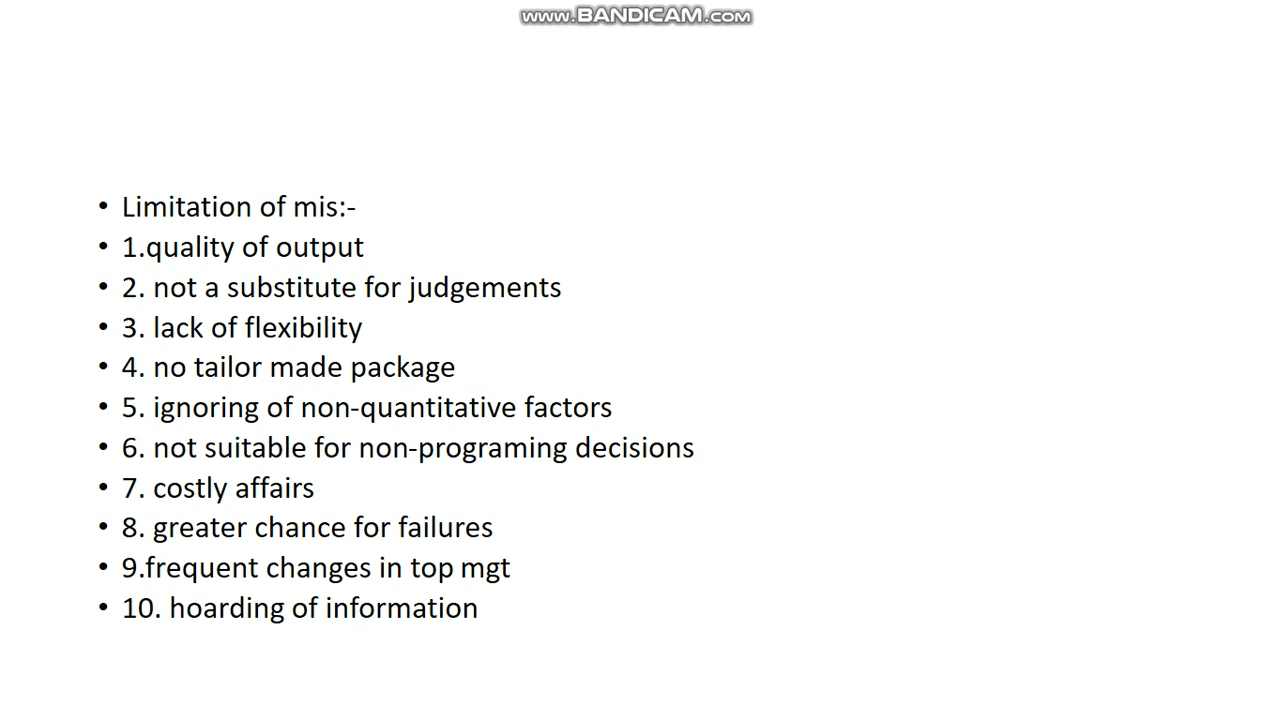 www.BANDICAM.com
• Limitation of mis:-
• 1.quality of output
• 2. not a substitute for judgements
• 3. lack of flexibility
• 4. no tailor made package
• 5. ignoring of non-quantitative factors
• 6. not suitable for non-programing decisions
• 7. costly affairs
• 8. greater chance for failures
• 9.frequent changes in top mgt
• 10. hoarding of information